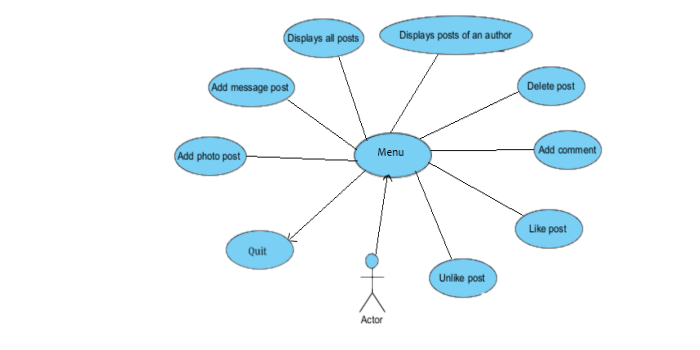 Displays all posts
Displays posts of an author
Add message post
Delete post
Menu
Add comment
Add photo post
Like post
Quit
Unlike post
Actor